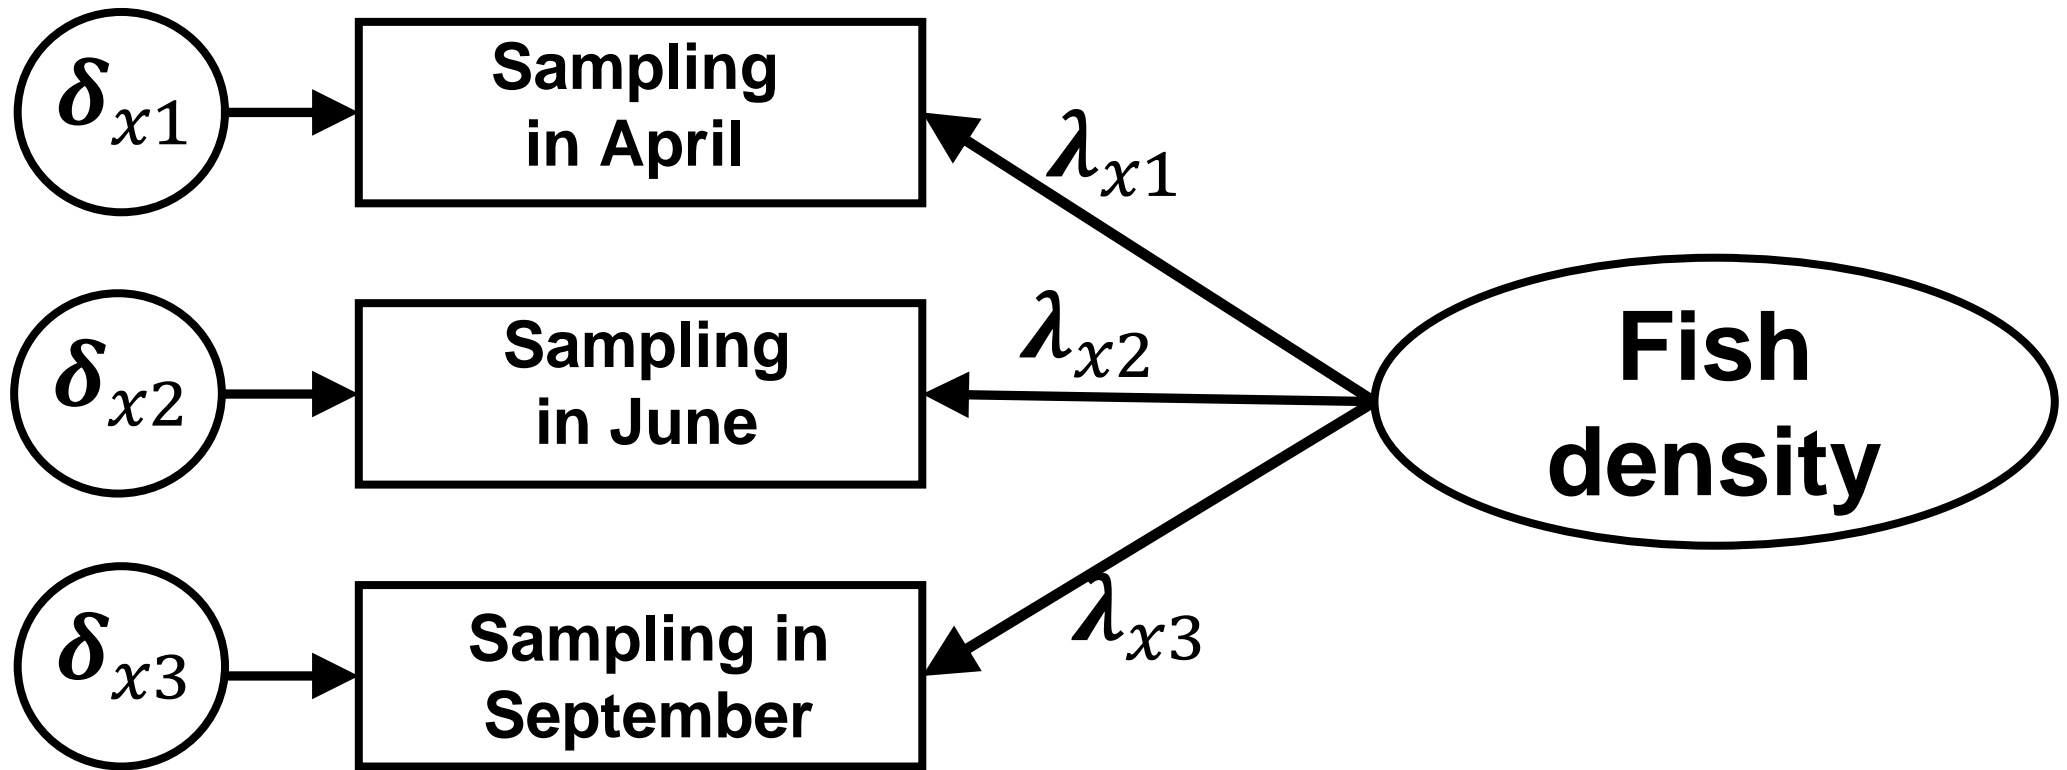 δx1
Sampling
in April
λx1
δx2
Sampling
in June
λx2
Fish
density
δx3
Sampling in
September
λx3